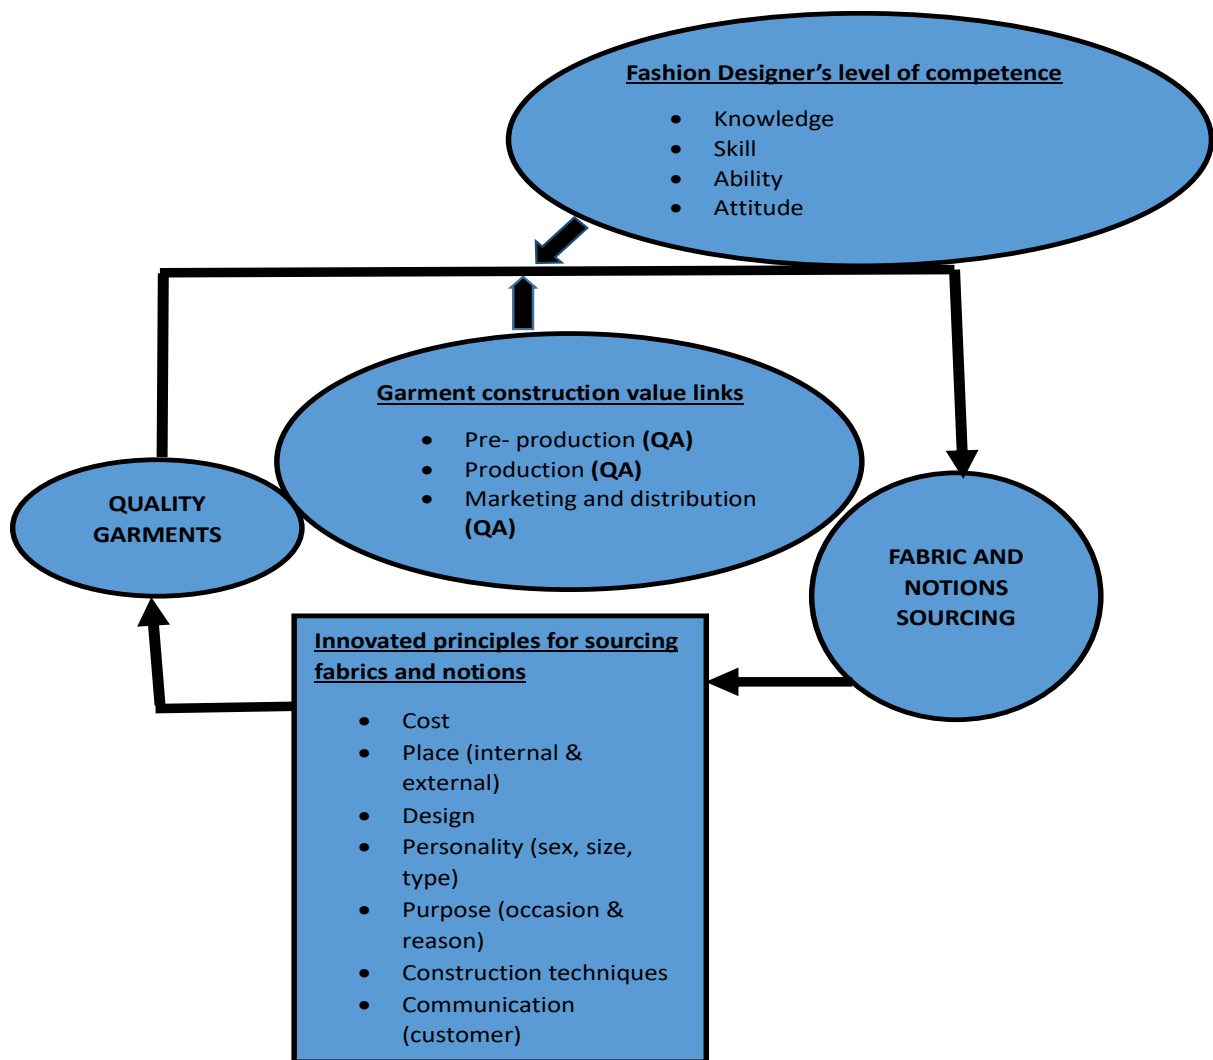 Fashion Designer’s level of competence
• Knowledge
• Skill
• Ability
• Attitude
Garment construction value links
• Pre- production (QA)
• Production (QA)
• Marketing and distribution
(QA)
QUALITY
GARMENTS
FABRIC AND
NOTIONS
SOURCING
Innovated principles for sourcing
fabrics and notions
• Cost
• Place (internal &
external)
• Design
• Personality (sex, size,
type)
• Purpose (occasion &
reason)
• Construction techniques
• Communication
(customer)